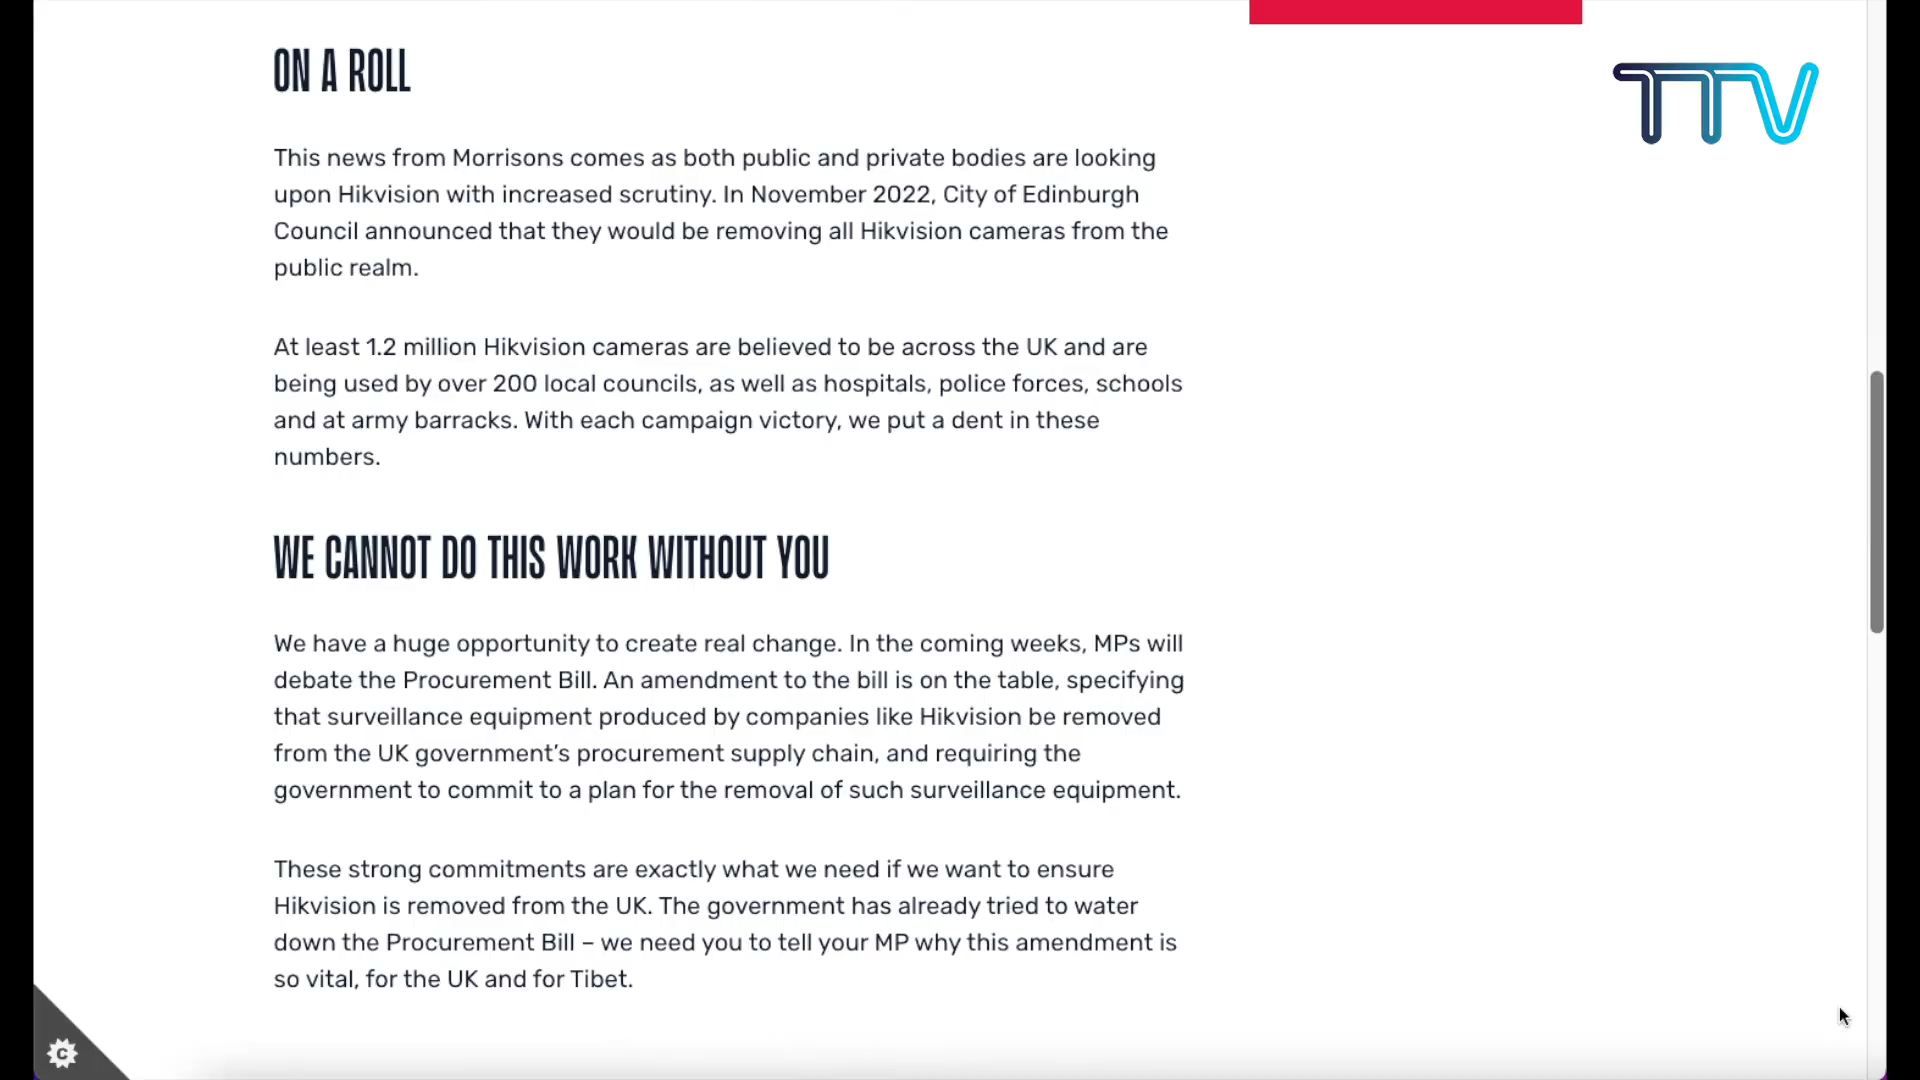 ON A ROLL
TTV
This news from Morrisons comes as both public and private bodies are looking
upon Hikvision with increased scrutiny. In November 2022, City of Edinburgh
Council announced that they would be removing all Hikvision cameras from the
public realm.
At least 1.2 million Hikvision cameras are believed to be across the UK and are
being used by over 200 local councils, as well as hospitals, police forces, schools
and at army barracks. With each campaign victory, we put a dent in these
numbers.
WE CANNOT DO THIS WORK WITHOUT YOU
We have a huge opportunity to create real change. In the coming weeks, MPs will
debate the Procurement Bill. An amendment to the bill is on the table, specifying
that surveillance equipment produced by companies like Hikvision be removed
from the UK government’s procurement supply chain, and requiring the
government to commit to a plan for the removal of such surveillance equipment.
These strong commitments are exactly what we need if we want to ensure
Hikvision is removed from the UK. The government has already tried to water
down the Procurement Bill – we need you to tell your MP why this amendment is
so vital, for the UK and for Tibet.
C